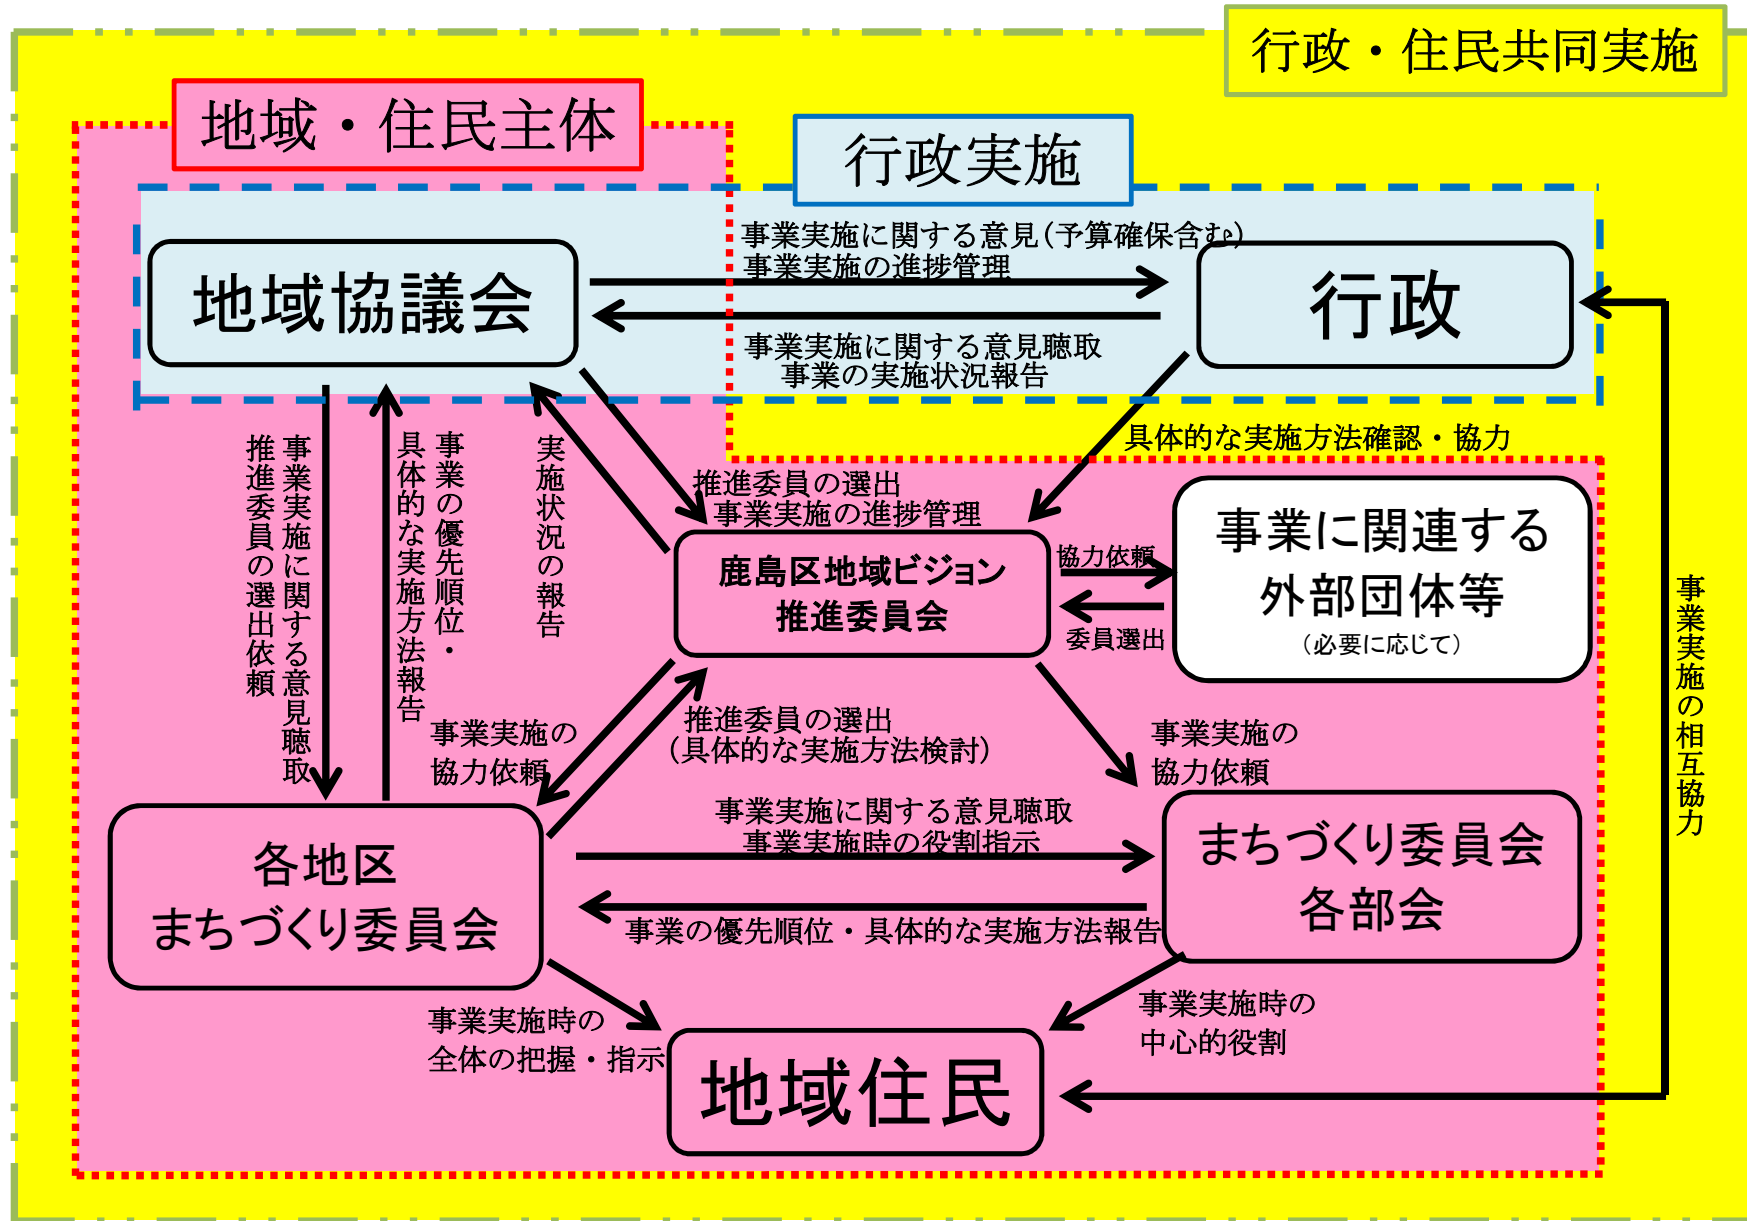 行政・住民共同実施
地域・住民主体
行政実施
事業実施に関する意見(予算確保含む)
事業実施の進捗管理
地域協議会
行政
事業実施に関する意見聴取
事業の実施状況報告
具体的な実施方法確認・協力
事業実施に関する意見聴取
推進委員の選出依頼
事業の優先順位・
具体的な実施方法報告
実施状況の報告
推進委員の選出
事業実施の進捗管理
鹿島区地域ビジョン
推進委員会
協力依頼
委員選出
事業に関連する
外部団体等
(必要に応じて)
事業実施の相互協力
事業実施の
協力依頼
推進委員の選出
(具体的な実施方法検討)
事業実施の
協力依頼
事業実施に関する意見聴取
事業実施時の役割指示
各地区
まちづくり委員会
まちづくり委員会
各部会
事業の優先順位・具体的な実施方法報告
事業実施時の
全体の把握・指示
事業実施時の
中心的役割
地域住民